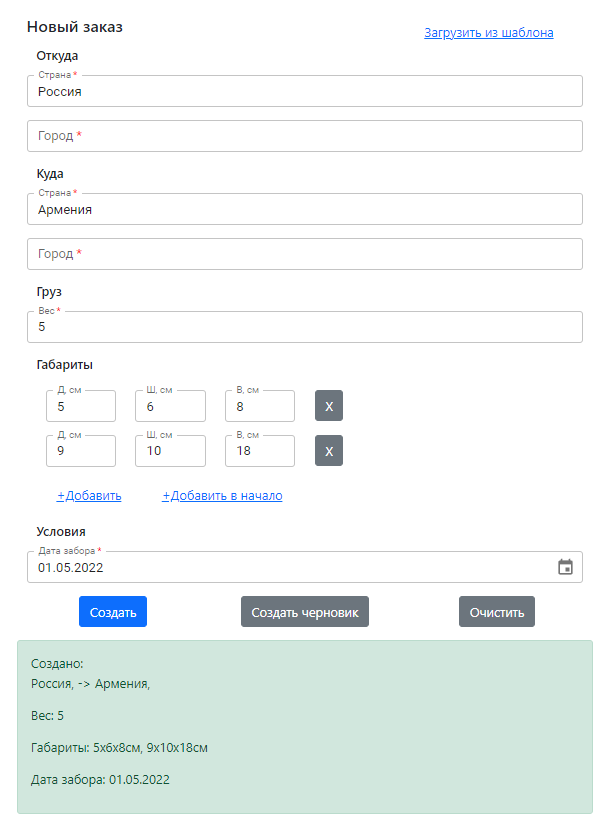 Новый заказ
Загрузить из шаблона
Откуда
Страна *
Россия
Город *
Куда
Страна *
Армения
Город *
Груз
Вес *
5
Габариты
Д, см Ш, см В, см
5 6 8 X
Д, см Ш, см В, см
9 10 18 X
+Добавить +Добавить в начало
Условия
Дата забора *
01.05.2022
Создать Создать черновик Очистить
Создано:
Россия, -> Армения,
Вес: 5
Габариты: 5x6x8см, 9x10x18см
Дата забора: 01.05.2022